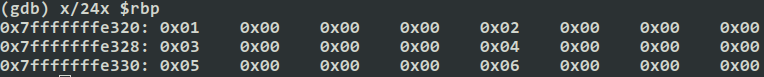 (gdb) x/24x $rbp
0x7fffffffe320: 0x01 0x00 0x00 0x00 0x02 0x00 0x00 0x00
0x7fffffffe328: 0x03 0x00 0x00 0x00 0x04 0x00 0x00 0x00
0x7fffffffe330: 0x05 0x00 0x00 0x00 0x06 0x00 0x00 0x00